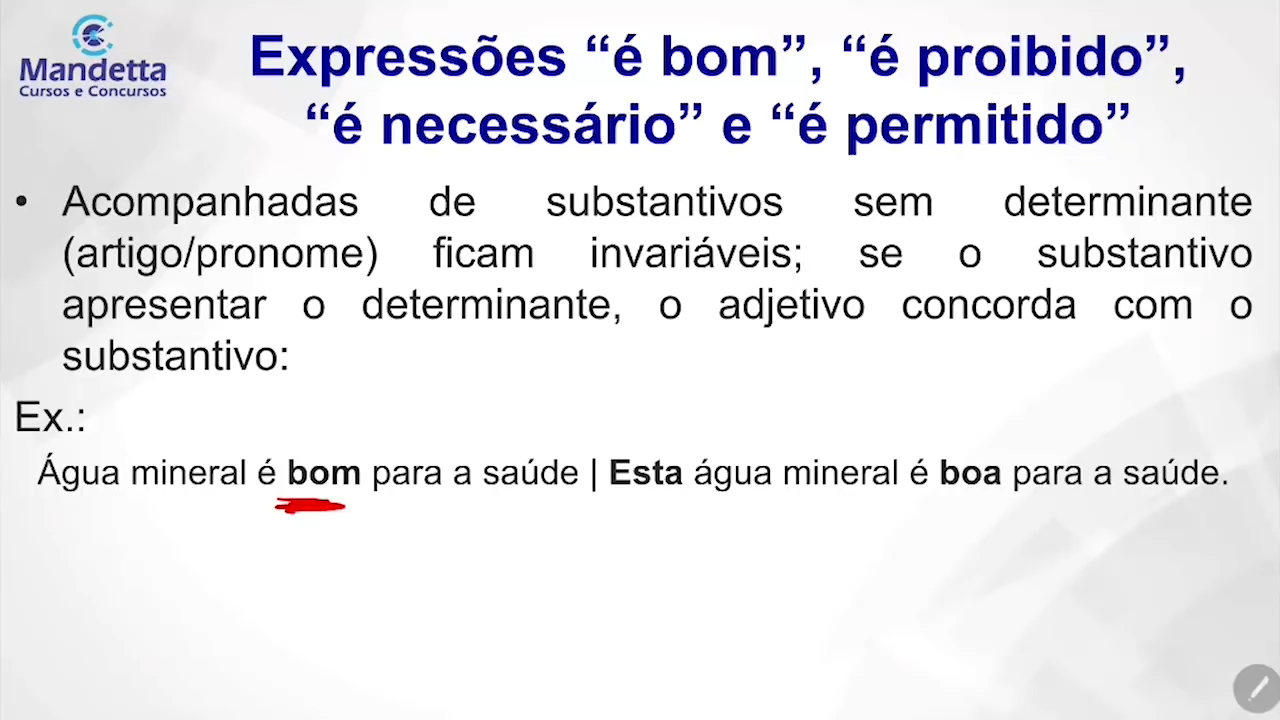 Mandetta
Cursos e Concursos
Expressões “é bom”, “é proibido”,
“é necessário” e “é permitido”
• Acompanhadas de substantivos sem determinante
(artigo/pronome) ficam invariáveis; se o substantivo
apresentar o determinante, o adjetivo concorda com o
substantivo:
Ex.:
Água mineral é bom para a saúde | Esta água mineral é boa para a saúde.